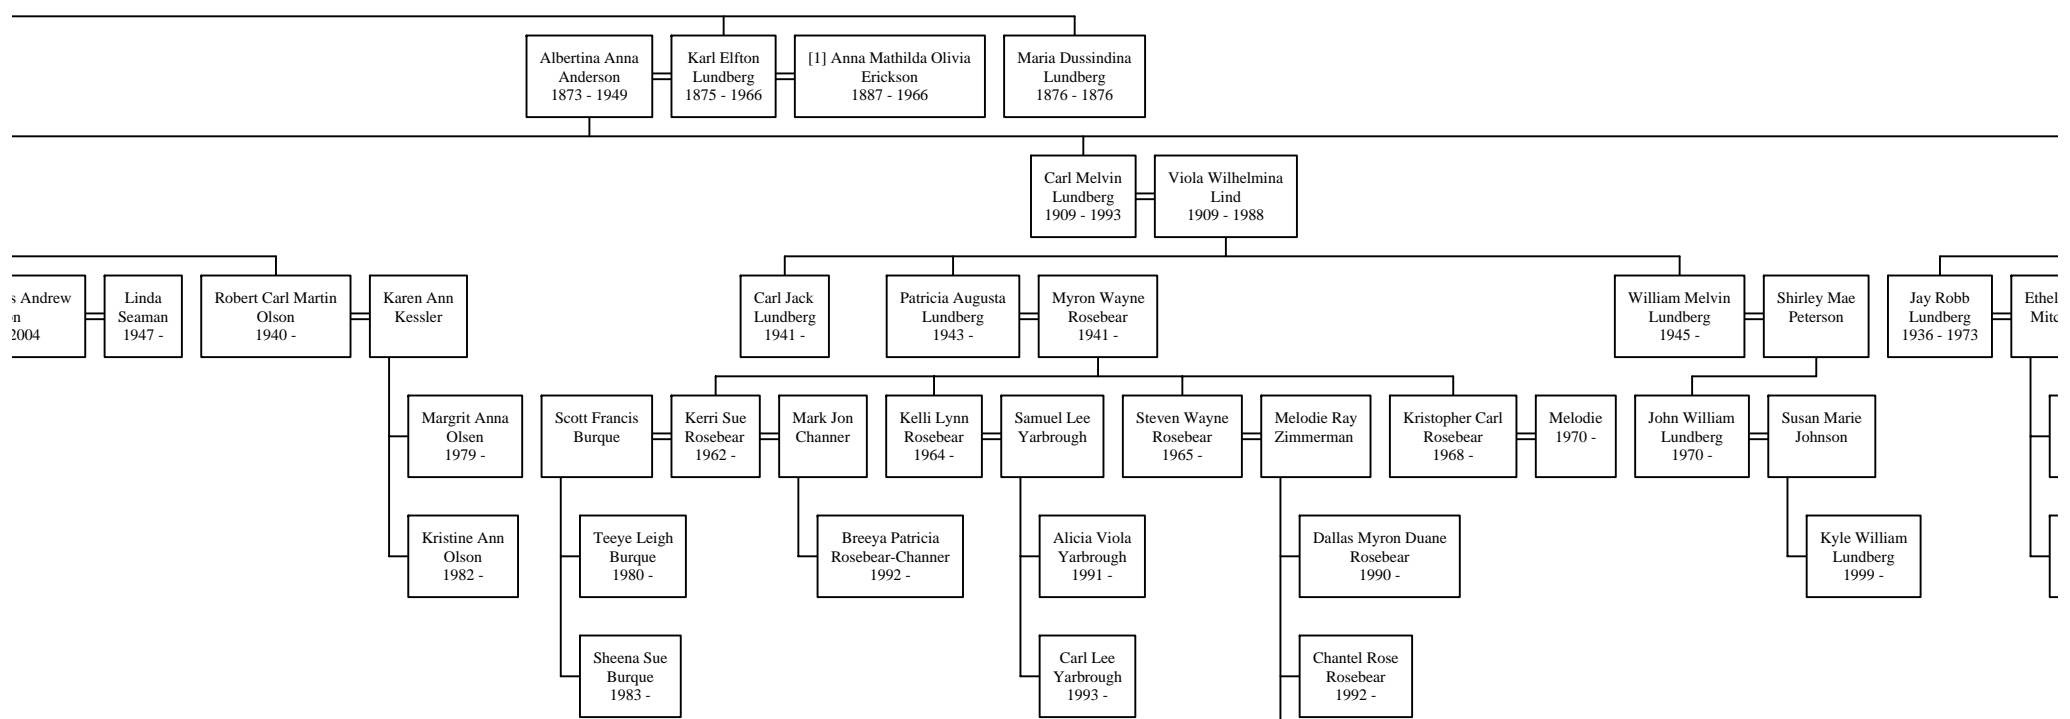 Albertina Anna
Anderson
1873 - 1949
Karl Elfton
Lundberg
1875 - 1966
[1] Anna Mathilda Olivia
Erickson
1887 - 1966
Maria Dussindina
Lundberg
1876 - 1876
Carl Melvin
Lundberg
1909 - 1993
Viola Wilhelmina
Lind
1909 - 1988
s Andrew
on
2004
Linda
Seaman
1947 -
Robert Carl Martin
Olson
1940 -
Karen Ann
Kessler
Carl Jack
Lundberg
1941 -
Patricia Augusta
Lundberg
1943 -
Myron Wayne
Rosebear
1941 -
William Melvin
Lundberg
1945 -
Shirley Mae
Peterson
Jay Robb
Lundberg
1936 - 1973
Ethel
Mitc
Margrit Anna
Olsen
1979 -
Scott Francis
Burque
Kerri Sue
Rosebear
1962 -
Mark Jon
Channer
Kelli Lynn
Rosebear
1964 -
Samuel Lee
Yarbrough
Steven Wayne
Rosebear
1965 -
Melodie Ray
Zimmerman
Kristopher Carl
Rosebear
1968 -
Melodie
1970 -
John William
Lundberg
1970 -
Susan Marie
Johnson
Kristine Ann
Olson
1982 -
Teeye Leigh
Burque
1980 -
Breeya Patricia
Rosebear-Channer
1992 -
Alicia Viola
Yarbrough
1991 -
Dallas Myron Duane
Rosebear
1990 -
Kyle William
Lundberg
1999 -
Sheena Sue
Burque
1983 -
Carl Lee
Yarbrough
1993 -
Chantel Rose
Rosebear
1992 -